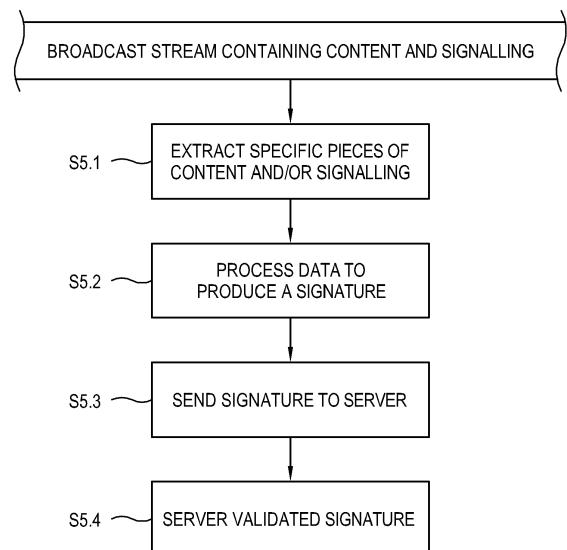 BROADCAST STREAM CONTAINING CONTENT AND SIGNALLING
S5.1
EXTRACT SPECIFIC PIECES OF
CONTENT AND/OR SIGNALLING
S5.2
PROCESS DATA TO
PRODUCE A SIGNATURE
S5.3
SEND SIGNATURE TO SERVER
S5.4
SERVER VALIDATED SIGNATURE